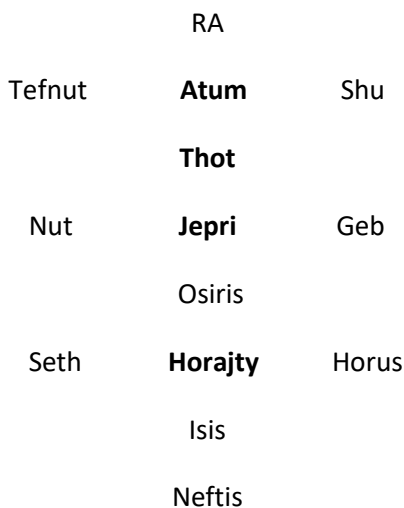 RA
Tefnut Atum Shu
Thot
Nut Jepri Geb
Osiris
Seth Horajty Horus
Isis
Neftis